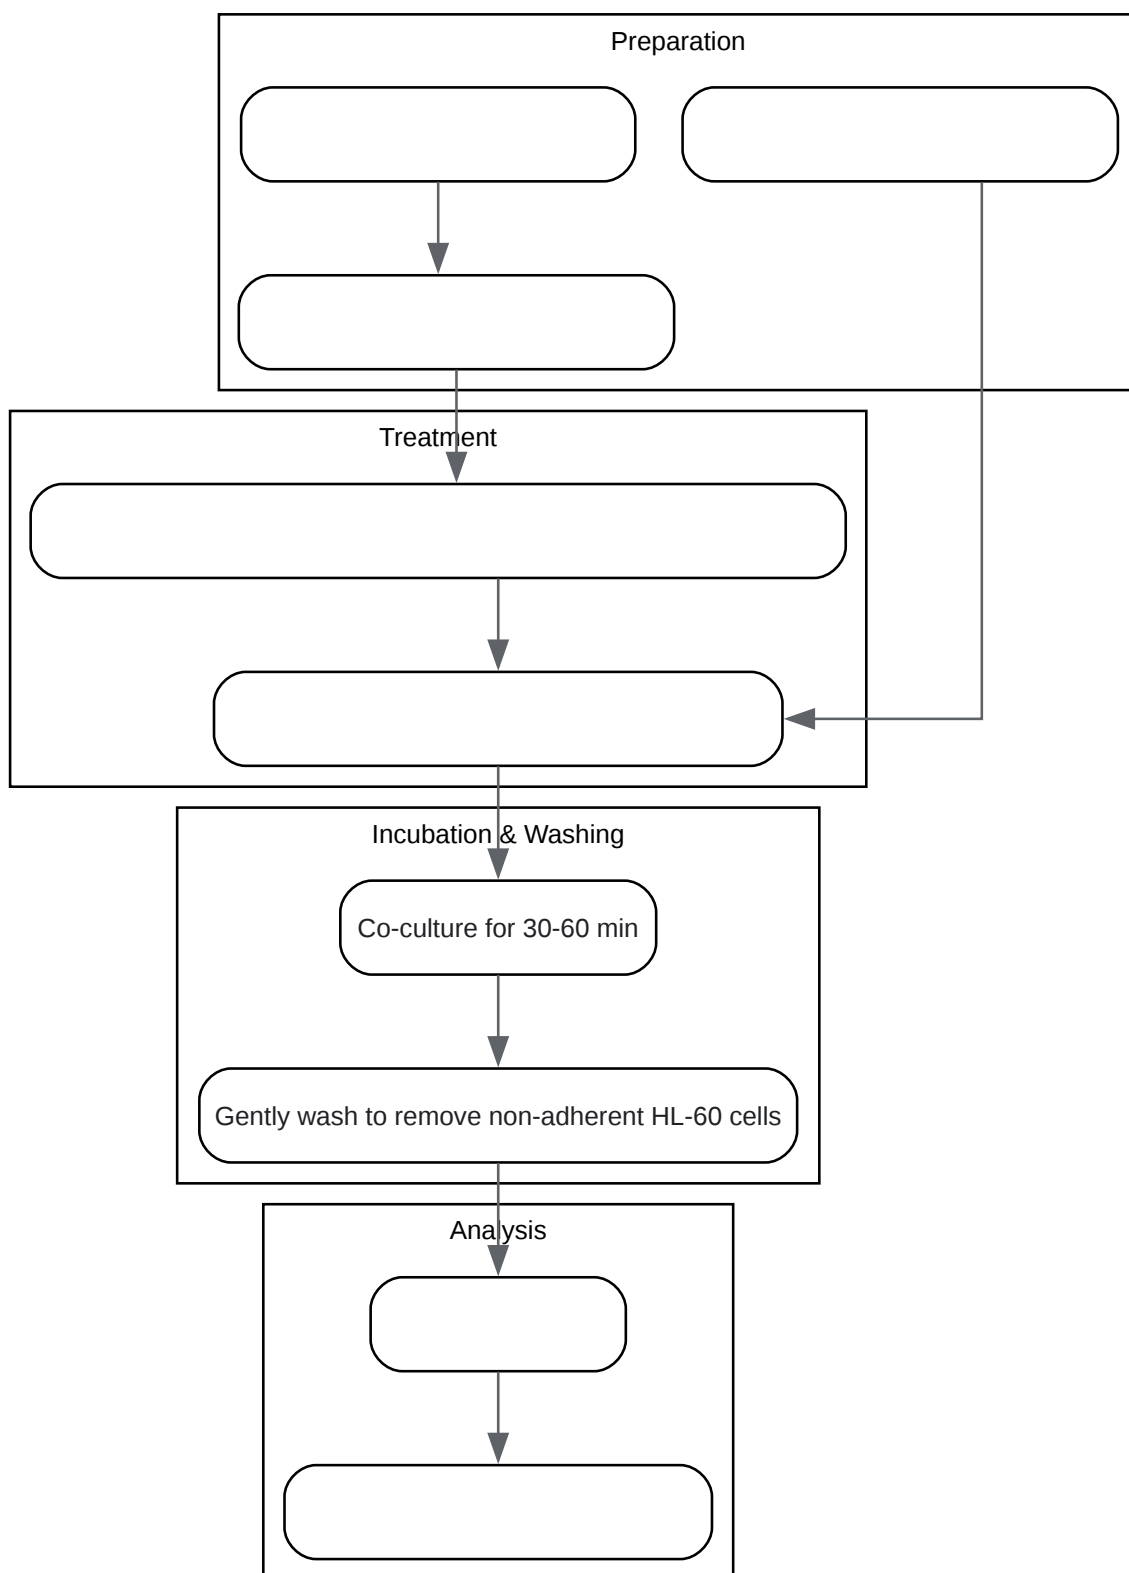 Preparation
Treatment
Incubation & Washing
Co-culture for 30-60 min
Gently wash to remove non-adherent HL-60 cells
Analysis